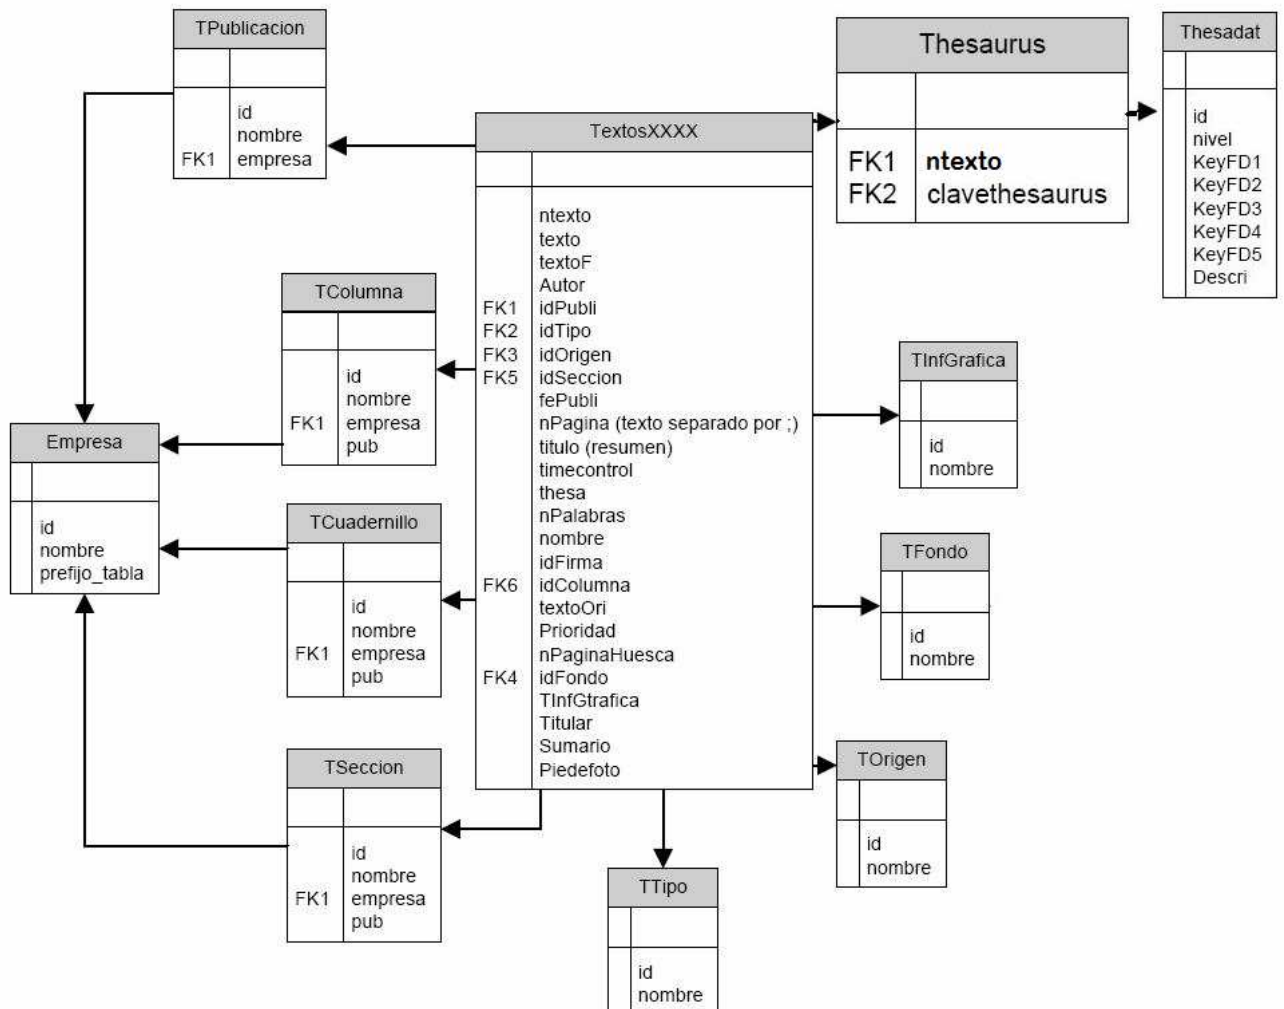 TPublicacion
id
nombre
FK1 empresa
Thesaurus
FK1 ntexto
FK2 clavethesaurus
Thesadat
id
nivel
KeyFD1
KeyFD2
KeyFD3
KeyFD4
KeyFD5
Descri
TextosXXXX
ntexto
texto
textoF
Autor
FK1 idPubli
FK2 idTipo
FK3 idOrigen
FK5 idSeccion
fePubli
nPagina (texto separado por ;)
titulo (resumen)
timecontrol
thesa
nPalabras
nombre
idFirma
FK6 idColumna
textoOri
Prioridad
nPaginaHuesca
FK4 idFondo
TInfGtrafica
Titular
Sumario
Piedefoto
TColumna
id
nombre
FK1 empresa
pub
TInfGrafica
id
nombre
Empresa
id
nombre
prefijo_tabla
TCuadernillo
id
nombre
FK1 empresa
pub
TFondo
id
nombre
TSeccion
id
nombre
FK1 empresa
pub
TOrigen
id
nombre
TTipo
id
nombre